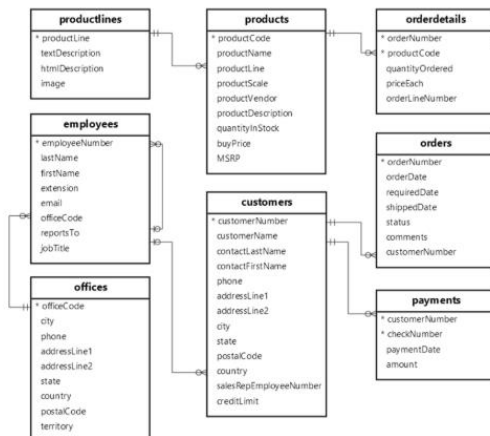 productlines
* productLine
textDescription
htmlDescription
image
products
* productCode
productName
productLine
productScale
productVendor
productDescription
quantityInStock
buyPrice
MSRP
orderdetails
* orderNumber
* productCode
quantityOrdered
priceEach
orderLineNumber
employees
* employeeNumber
lastName
firstName
extension
email
officeCode
reportsTo
jobTitle
customers
* customerNumber
customerName
contactLastName
contactFirstName
phone
addressLine1
addressLine2
city
state
postalCode
country
salesRepEmployeeNumber
creditLimit
orders
* orderNumber
orderDate
requiredDate
shippedDate
status
comments
customerNumber
offices
* officeCode
city
phone
addressLine1
addressLine2
state
country
postalCode
territory
payments
* customerNumber
* checkNumber
paymentDate
amount